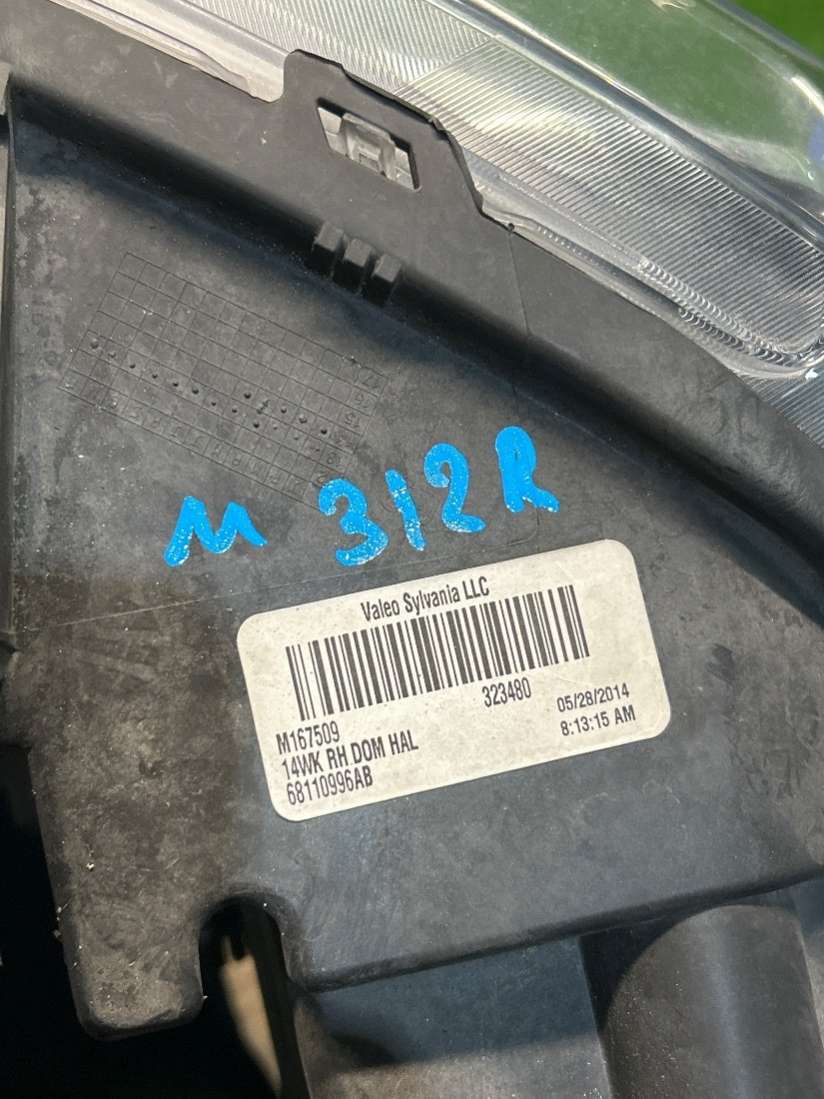 M 312R
Valeo Sylvania LLC
323480
M167509
05/28/2014
14WK RH DOM HAL
8:13:15 AM
68110996AB